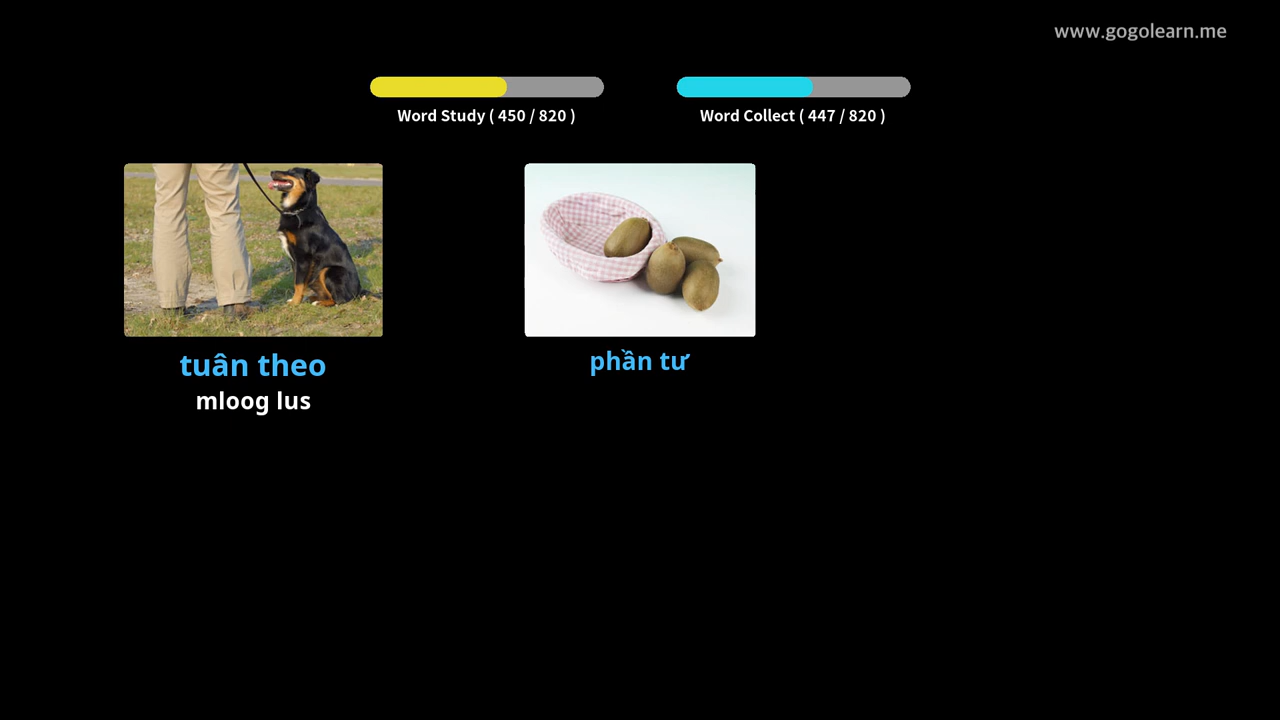 www.gogolearn.me
Word Study ( 450 / 820 )
Word Collect ( 447 / 820 )
tuân theo
mloog lus
phần tư